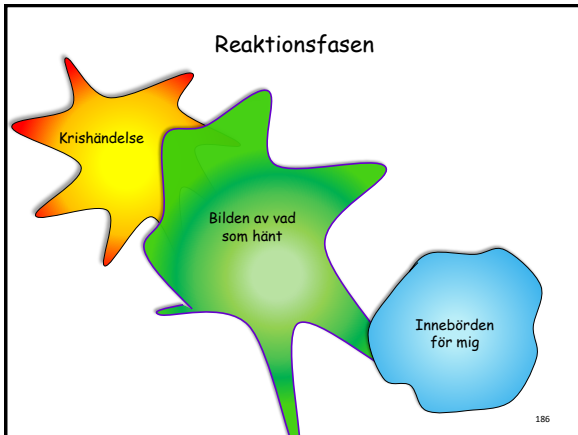 Reaktionsfasen
Krishändelse
Bilden av vad
som hänt
Innebörden
för mig
186